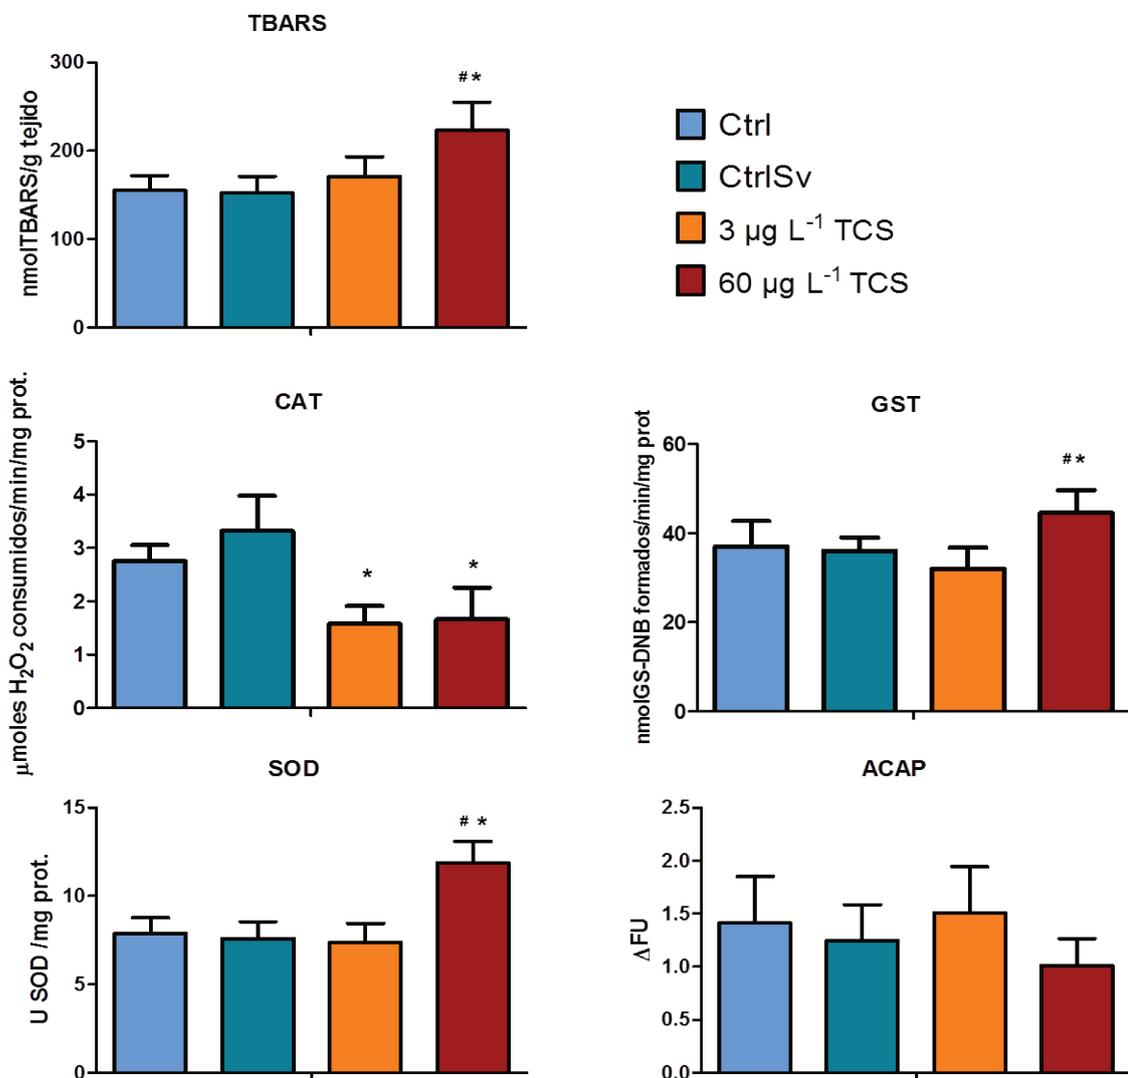 TBARS
nmolTBARS/g tejido
300
200
100
0
#*
Ctrl
CtrlSv
3 µg L⁻¹ TCS
60 µg L⁻¹ TCS
CAT
µmoles H₂O₂ consumidos/min/mg prot.
5
4
3
2
1
0
*
*
GST
nmolGS-DNB formados/min/mg prot
60
40
20
0
#*
SOD
U SOD /mg prot.
15
10
5
0
# *
ACAP
ΔFU
2.5
2.0
1.5
1.0
0.5
0.0